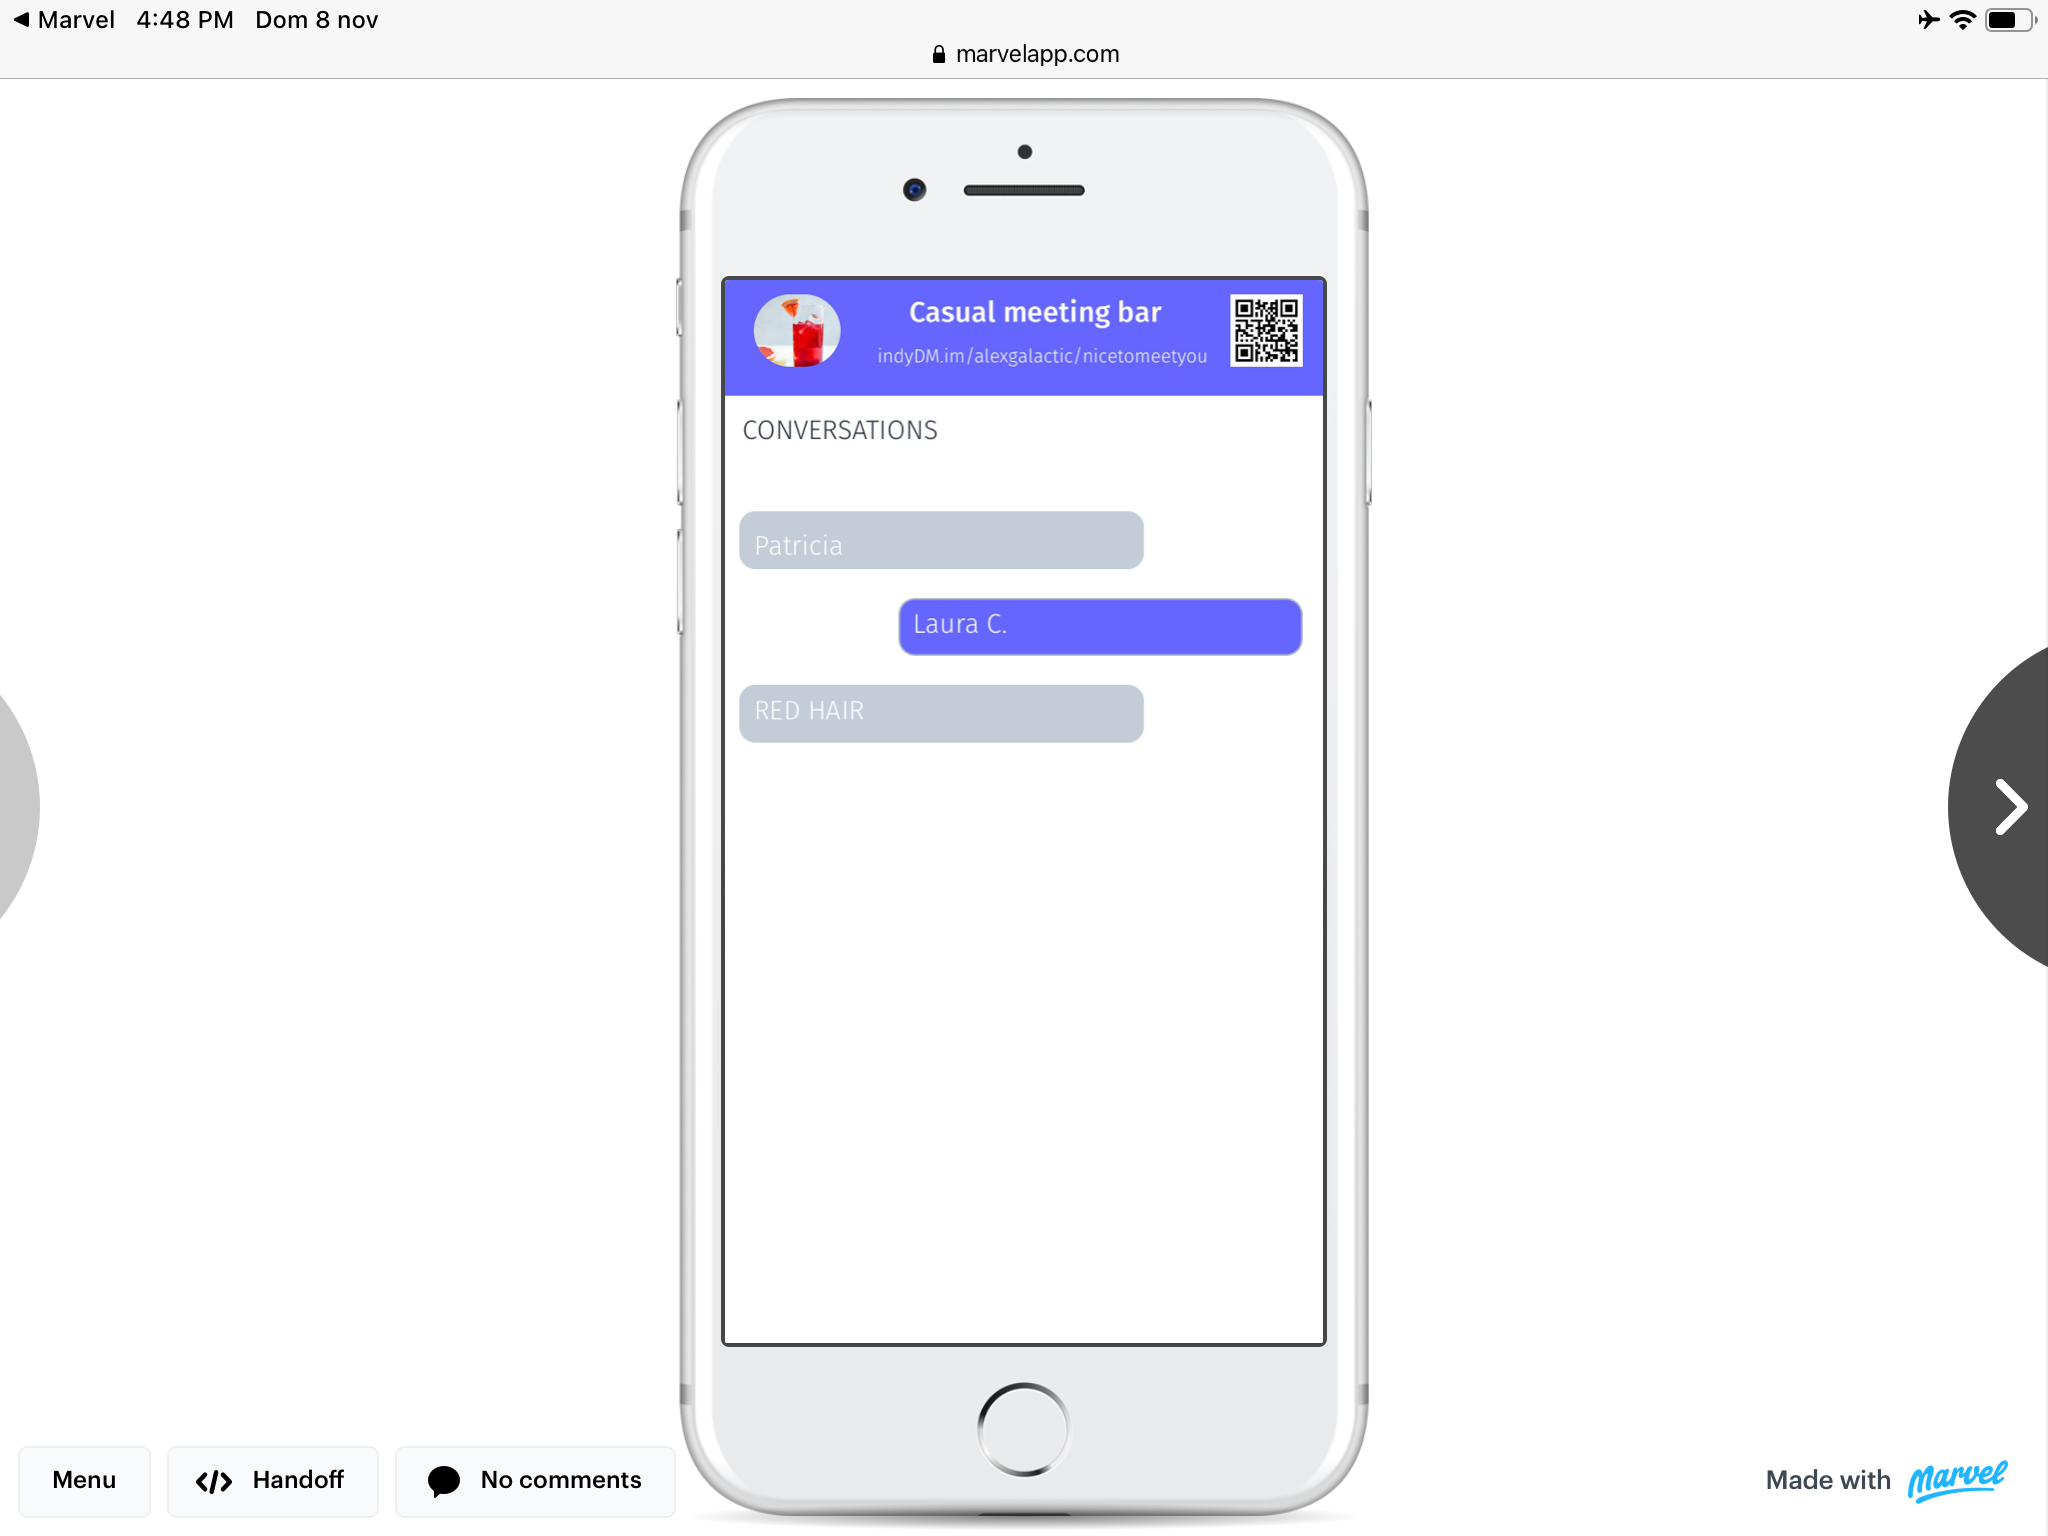 Marvel 4:48 PM Dom 8 nov
marvelapp.com
Casual meeting bar
indyDM.im/alexgalactic/nicetomeetyou
CONVERSATIONS
Patricia
Laura C.
RED HAIR
Menu
</> Handoff
No comments
Made with Marvel